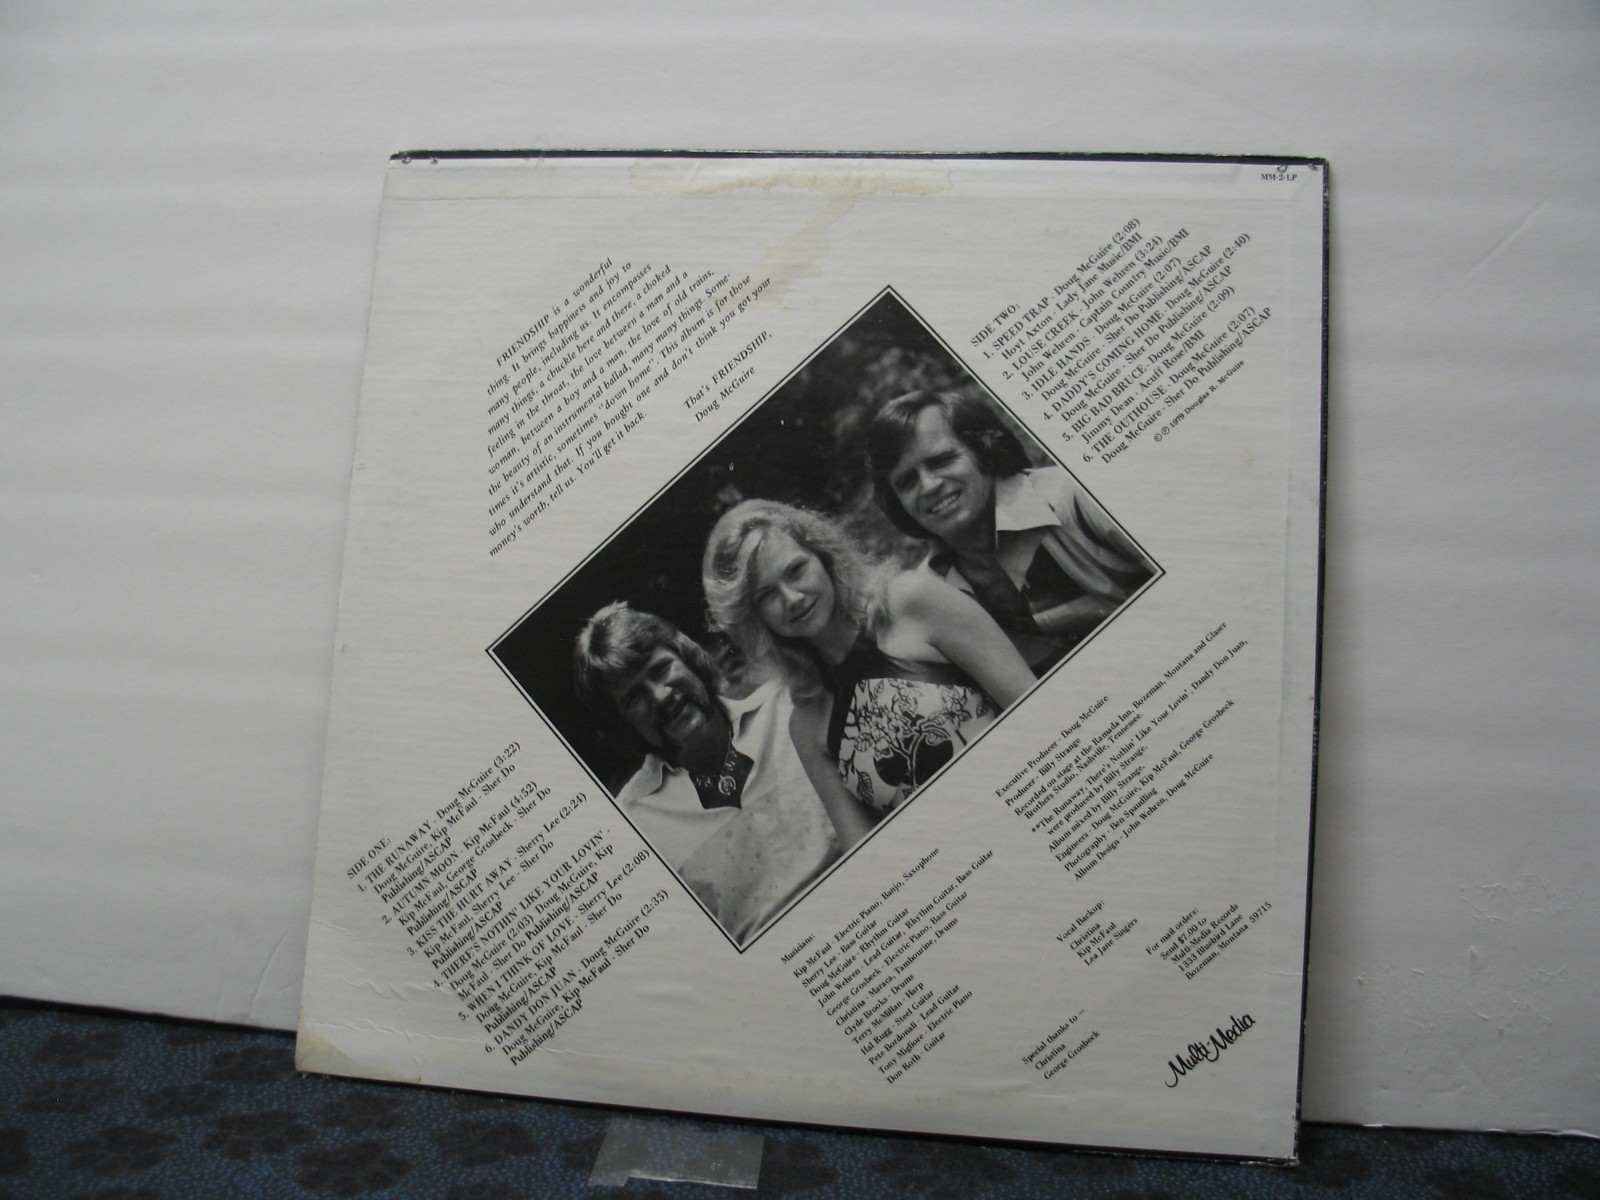 MM-2-LP
FRIENDSHIP is a wonderful
thing. It brings happiness and joy to
many people, including us. It encompasses
many things, a chuckle here and there, a choked
feeling in the throat, the love between a man and a
woman, between a boy and a man, the love of old trains,
the beauty of an instrumental ballad, many many things. Some-
times it's artistic, sometimes "down home". This album is for those
who understand that. If you bought one and don't think you got your
money's worth, tell us. You'll get it back.
That's FRIENDSHIP,
Doug McGuire
SIDE TWO:
1. SPEED TRAP - Doug McGuire (2:08)
Hoyt Axton - Lady Jane Music/BMI
2. LOUSE CREEK - John Wehren (3:24)
John Wehren - Captain Country Music/BMI
3. IDLE HANDS - Doug McGuire (2:07)
Doug McGuire - Sher Do Publishing/ASCAP
4. DADDY'S COMING HOME - Doug McGuire (2:40)
Doug McGuire - Sher Do Publishing/ASCAP
5. BIG BAD BRUCE - Doug McGuire (2:09)
Jimmy Dean - Acuff Rose/BMI
6. THE OUTHOUSE - Doug McGuire (2:07)
Doug McGuire - Sher Do Publishing/ASCAP
© ℗ 1979 Douglas R. McGuire
SIDE ONE:
1. THE RUNAWAY - Doug McGuire (3:22)
Doug McGuire, Kip McFaul - Sher Do
Publishing/ASCAP
2. AUTUMN MOON - Kip McFaul (4:52)
Kip McFaul, George Grosbeck - Sher Do
Publishing/ASCAP
3. KISS THE HURT AWAY - Sherry Lee (2:24)
Kip McFaul, Sherry Lee - Sher Do
Publishing/ASCAP
4. THERE'S NOTHIN' LIKE YOUR LOVIN' -
Doug McGuire (2:03) Doug McGuire, Kip
McFaul - Sher Do Publishing/ASCAP
5. WHEN I THINK OF LOVE - Sherry Lee (2:08)
Doug McGuire, Kip McFaul - Sher Do
Publishing/ASCAP
6. DANDY DON JUAN - Doug McGuire (2:35)
Doug McGuire, Kip McFaul - Sher Do
Publishing/ASCAP
Executive Producer - Doug McGuire
Producer - Billy Strange
Recorded on stage at the Ramada Inn, Bozeman, Montana and Glaser
Brothers Studio, Nashville, Tennessee.
**The Runaway, There's Nothin' Like Your Lovin', Dandy Don Juan,
were produced by Billy Strange.
Album mixed by Billy Strange.
Engineers - Doug McGuire, Kip McFaul, George Grosbeck
Photography - Ben Spaudling
Album Design - John Wehren, Doug McGuire
Musicians:
Kip McFaul - Electric Piano, Banjo, Saxophone
Sherry Lee - Bass Guitar
Doug McGuire - Rhythm Guitar
John Wehren - Lead Guitar, Rhythm Guitar, Bass Guitar
George Grosbeck - Electric Piano, Bass Guitar
Christina - Maraca, Tambourine, Drums
Clyde Brooks - Drums
Terry McMillan - Harp
Hal Rugg - Steel Guitar
Pete Bordonali - Lead Guitar
Tony Migliore - Electric Piano
Don Roth - Guitar
Vocal Backup:
Christina
Kip McFaul
Lea Jane Singers
For mail orders:
Send $7.00 to
Multi Media Records
1333 Bluebird Lane
Bozeman, Montana 59715
Special thanks to —
Christina
George Grosbeck
Multi-Media